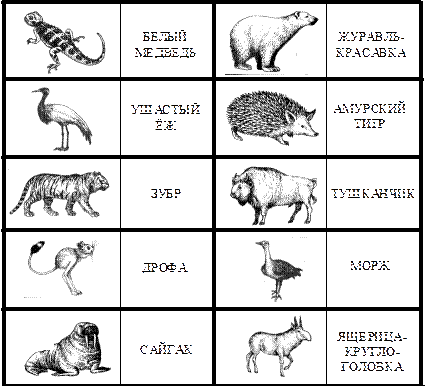 БЕЛЫЙ
МЕДВЕДЬ
ЖУРАВЛЬ-
КРАСАВКА
УШАСТЫЙ
ЁЖ
АМУРСКИЙ
ТИГР
ЗУБР
ТУШКАНЧИК
ДРОФА
МОРЖ
САЙГАК
ЯЩЕРИЦА-
КРУГЛО-
ГОЛОВКА